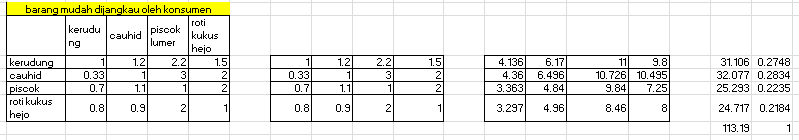 barang mudah dijangkau oleh konsumen
kerudu
ng cauhid piscok
lumer roti
kukus
hejo
kerudung 1 1.2 2.2 1.5 1 1.2 2.2 1.5 4.136 6.17 11 9.8 31.106 0.2748
cauhid 0.33 1 3 2 0.33 1 3 2 4.36 6.496 10.726 10.495 32.077 0.2834
piscok 0.7 1.1 1 2 0.7 1.1 1 2 3.363 4.84 9.84 7.25 25.293 0.2235
roti kukus
hejo 0.8 0.9 2 1 0.8 0.9 2 1 3.297 4.96 8.46 8 24.717 0.2184
113.19 1